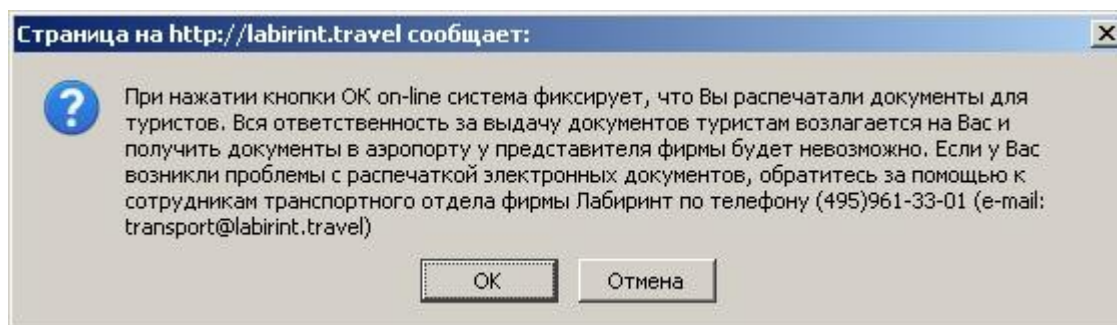 Страница на http://labirint.travel сообщает:
При нажатии кнопки ОК on-line система фиксирует, что Вы распечатали документы для
туристов. Вся ответственность за выдачу документов туристам возлагается на Вас и
получить документы в аэропорту у представителя фирмы будет невозможно. Если у Вас
возникли проблемы с распечаткой электронных документов, обратитесь за помощью к
сотрудникам транспортного отдела фирмы Лабиринт по телефону (495)961-33-01 (e-mail:
transport@labirint.travel)
ОК
Отмена